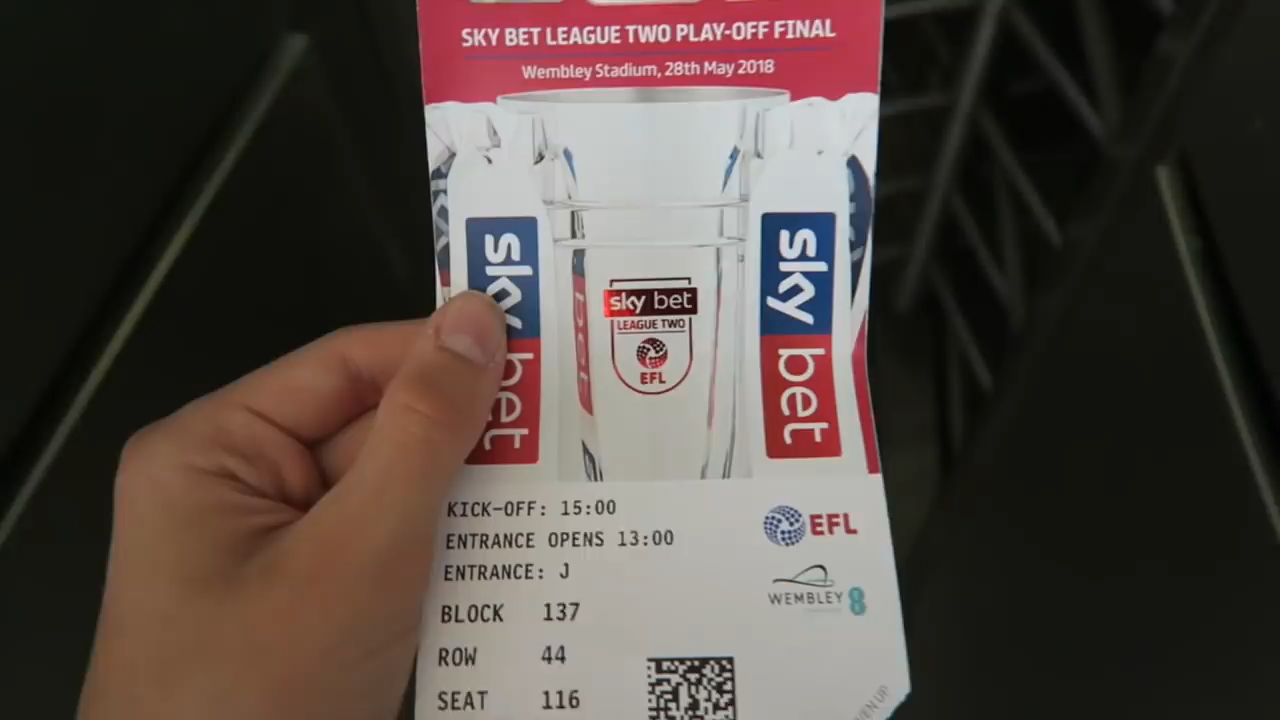 SKY BET LEAGUE TWO PLAY-OFF FINAL
Wembley Stadium, 28th May 2018
sky bet
sky bet
LEAGUE TWO
EFL
sky bet
bet
KICK-OFF: 15:00
ENTRANCE OPENS 13:00
ENTRANCE: J
BLOCK 137
ROW 44
SEAT 116
EFL
WEMBLEY